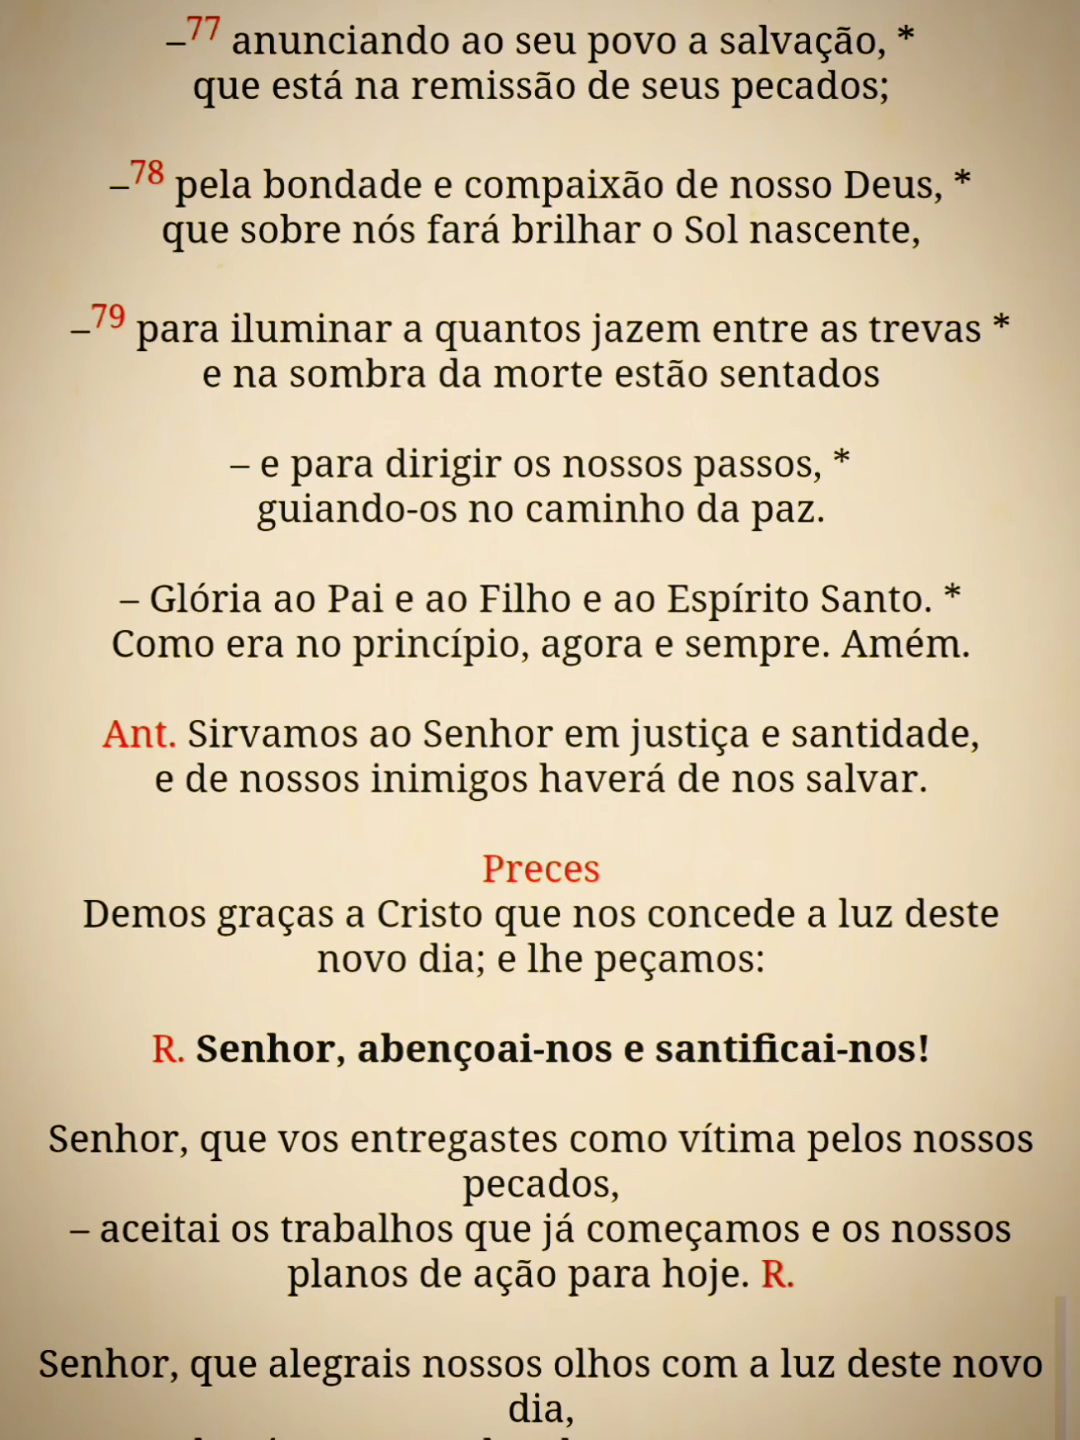 –77 anunciando ao seu povo a salvação, *
que está na remissão de seus pecados;
–78 pela bondade e compaixão de nosso Deus, *
que sobre nós fará brilhar o Sol nascente,
–79 para iluminar a quantos jazem entre as trevas *
e na sombra da morte estão sentados
– e para dirigir os nossos passos, *
guiando-os no caminho da paz.
– Glória ao Pai e ao Filho e ao Espírito Santo. *
Como era no princípio, agora e sempre. Amém.
Ant. Sirvamos ao Senhor em justiça e santidade,
e de nossos inimigos haverá de nos salvar.
Preces
Demos graças a Cristo que nos concede a luz deste
novo dia; e lhe peçamos:
R. Senhor, abençoai-nos e santificai-nos!
Senhor, que vos entregastes como vítima pelos nossos
pecados,
– aceitai os trabalhos que já começamos e os nossos
planos de ação para hoje. R.
Senhor, que alegrais nossos olhos com a luz deste novo
dia,